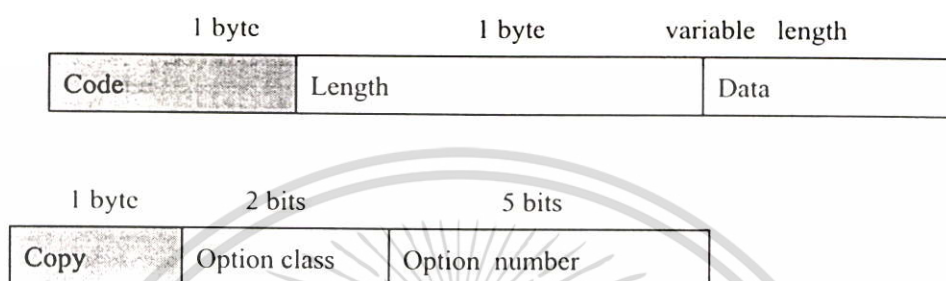 1 byte 1 byte variable length
Code Length Data
1 byte 2 bits 5 bits
Copy Option class Option number